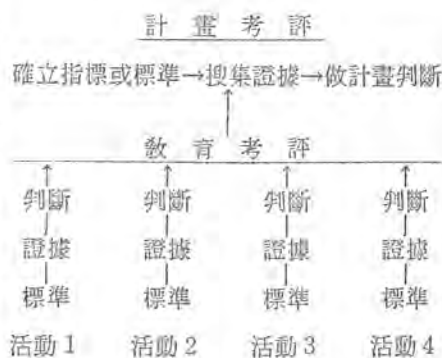 計畫考評
確立指標或標準→搜集證據→做計畫判斷
教育考評
判斷 判斷 判斷 判斷
證據 證據 證據 證據
標準 標準 標準 標準
活動1 活動2 活動3 活動4